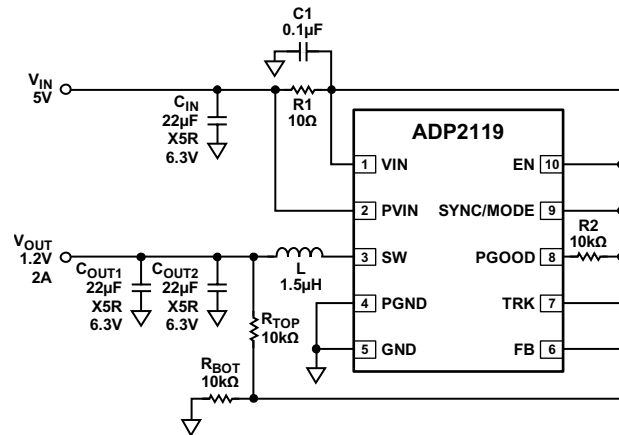 C1
0.1µF
VIN
5V
CIN
22µF
X5R
6.3V
R1
10Ω
ADP2119
1 VIN
EN 10
2 PVIN
SYNC/MODE 9
R2
10kΩ
3 SW
PGOOD 8
4 PGND
TRK 7
5 GND
FB 6
VOUT
1.2V
2A
COUT1
22µF
X5R
6.3V
COUT2
22µF
X5R
6.3V
L
1.5µH
RTOP
10kΩ
RBOT
10kΩ